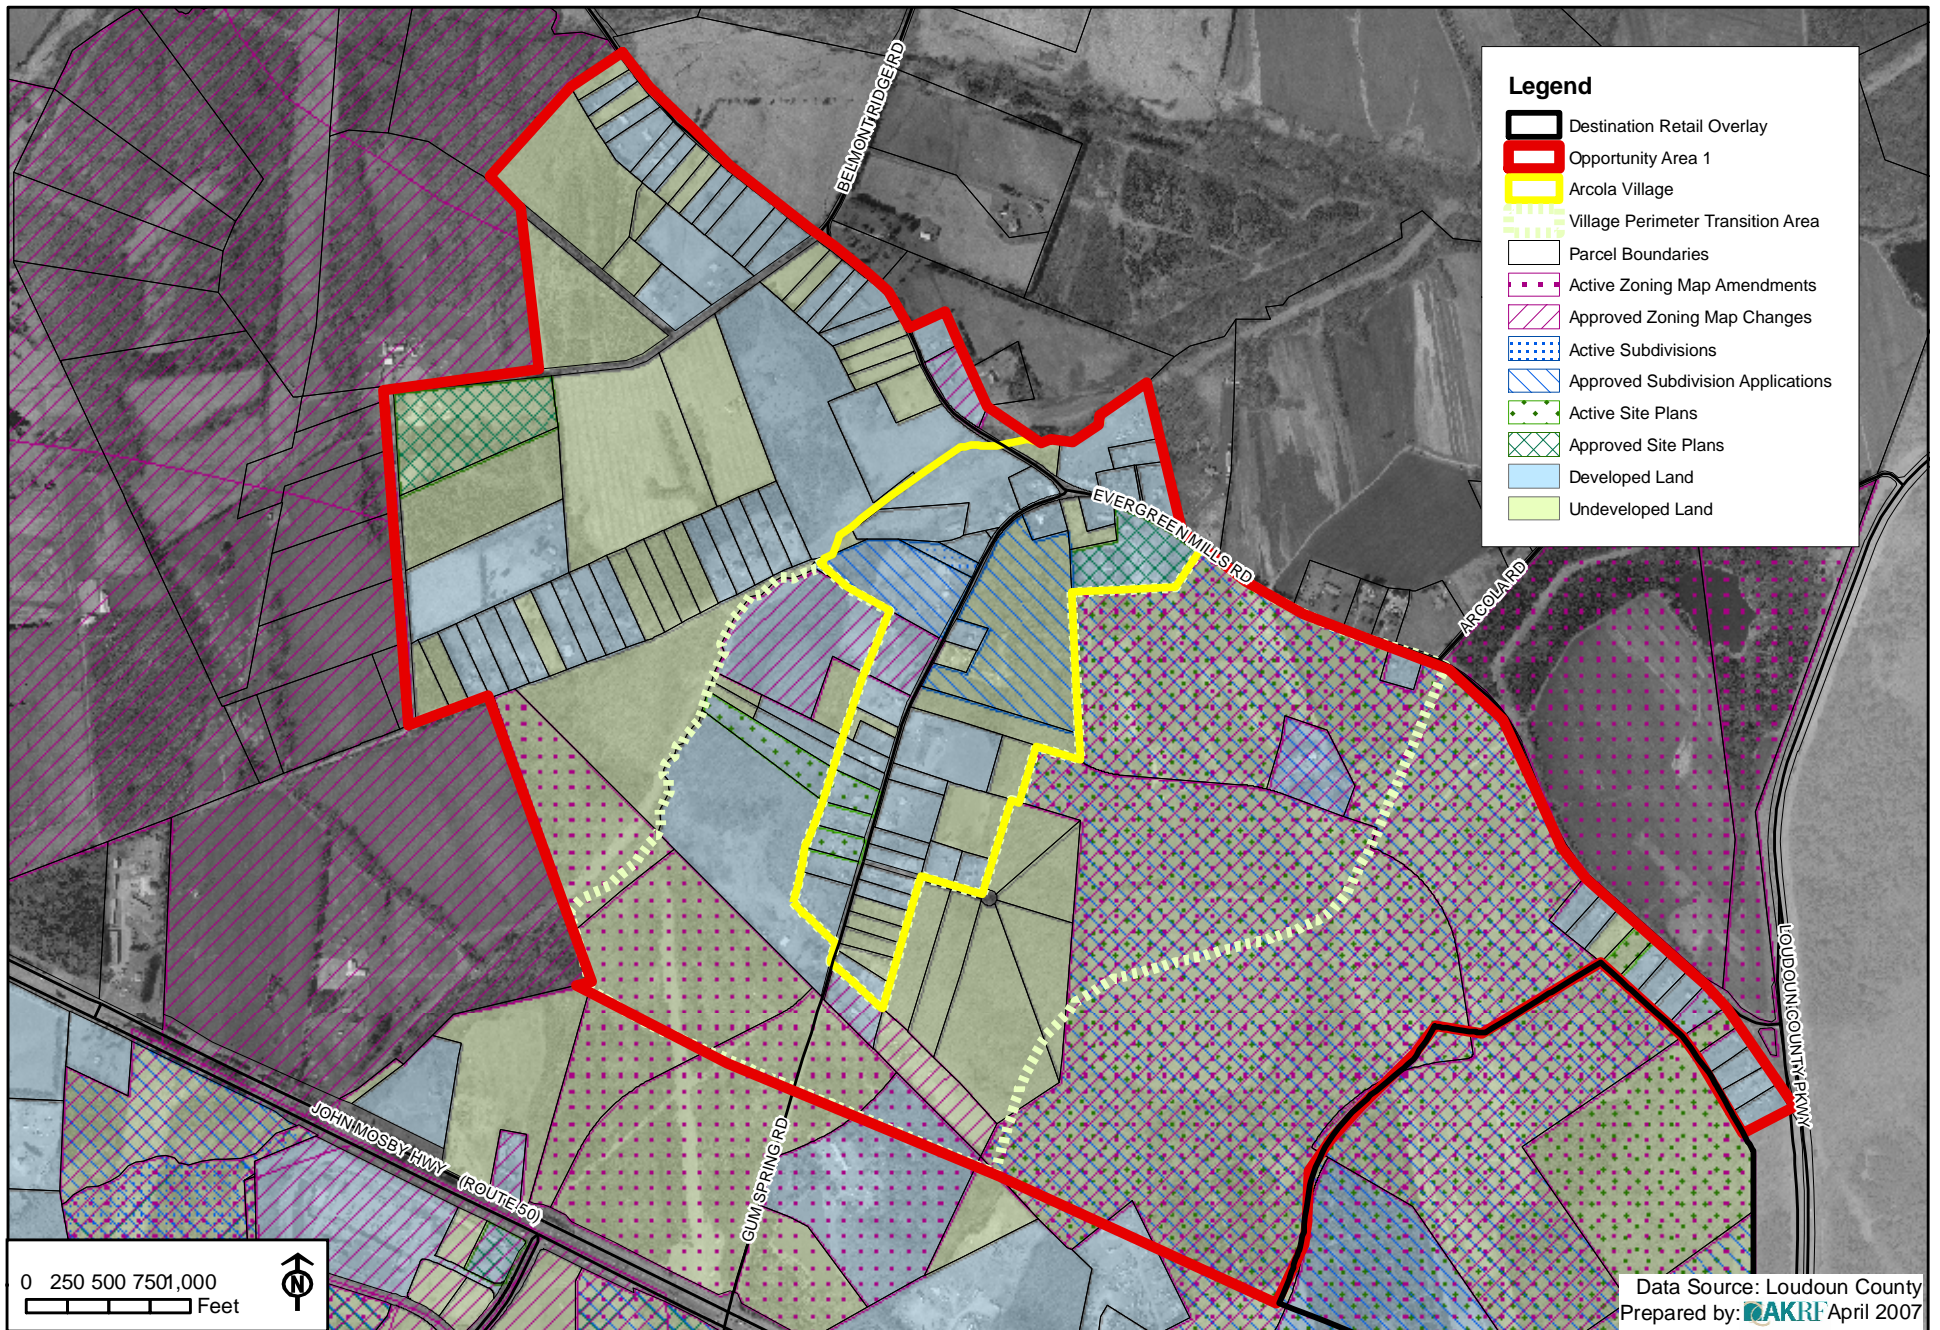 BELMONT RIDGE RD
Legend
Destination Retail Overlay
Opportunity Area 1
Arcola Village
Village Perimeter Transition Area
Parcel Boundaries
Active Zoning Map Amendments
Approved Zoning Map Changes
Active Subdivisions
Approved Subdivision Applications
Active Site Plans
Approved Site Plans
Developed Land
Undeveloped Land
EVERGREEN MILLS RD
ARCOLA RD
LOUDOUN COUNTY PKWY
JOHN MOSBY HWY (ROUTE 50)
GUM SPRING RD
0 250 500 750 1,000
Feet
N
Data Source: Loudoun County
Prepared by: AKRF April 2007